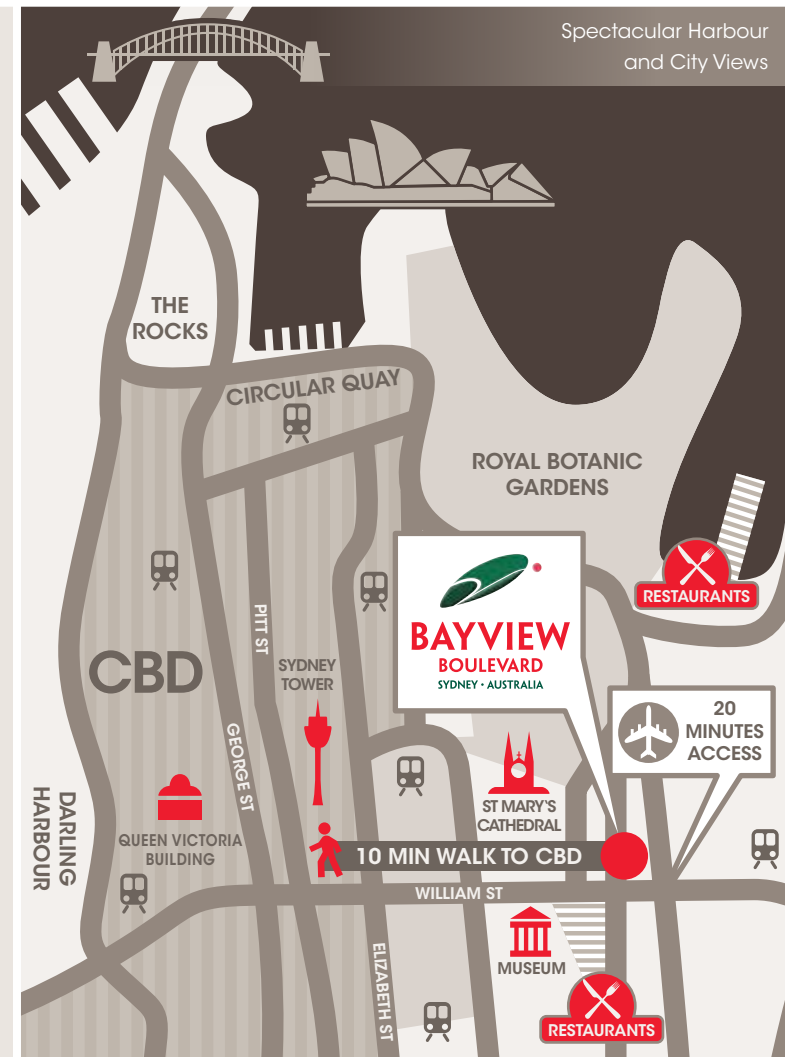 Spectacular Harbour
and City Views
THE
ROCKS
CIRCULAR QUAY
ROYAL BOTANIC
GARDENS
RESTAURANTS
BAYVIEW
BOULEVARD
SYDNEY • AUSTRALIA
PITT ST
SYDNEY
TOWER
CBD
20
MINUTES
ACCESS
GEORGE ST
DARLING
HARBOUR
QUEEN VICTORIA
BUILDING
ST MARY'S
CATHEDRAL
10 MIN WALK TO CBD
WILLIAM ST
ELIZABETH ST
MUSEUM
RESTAURANTS